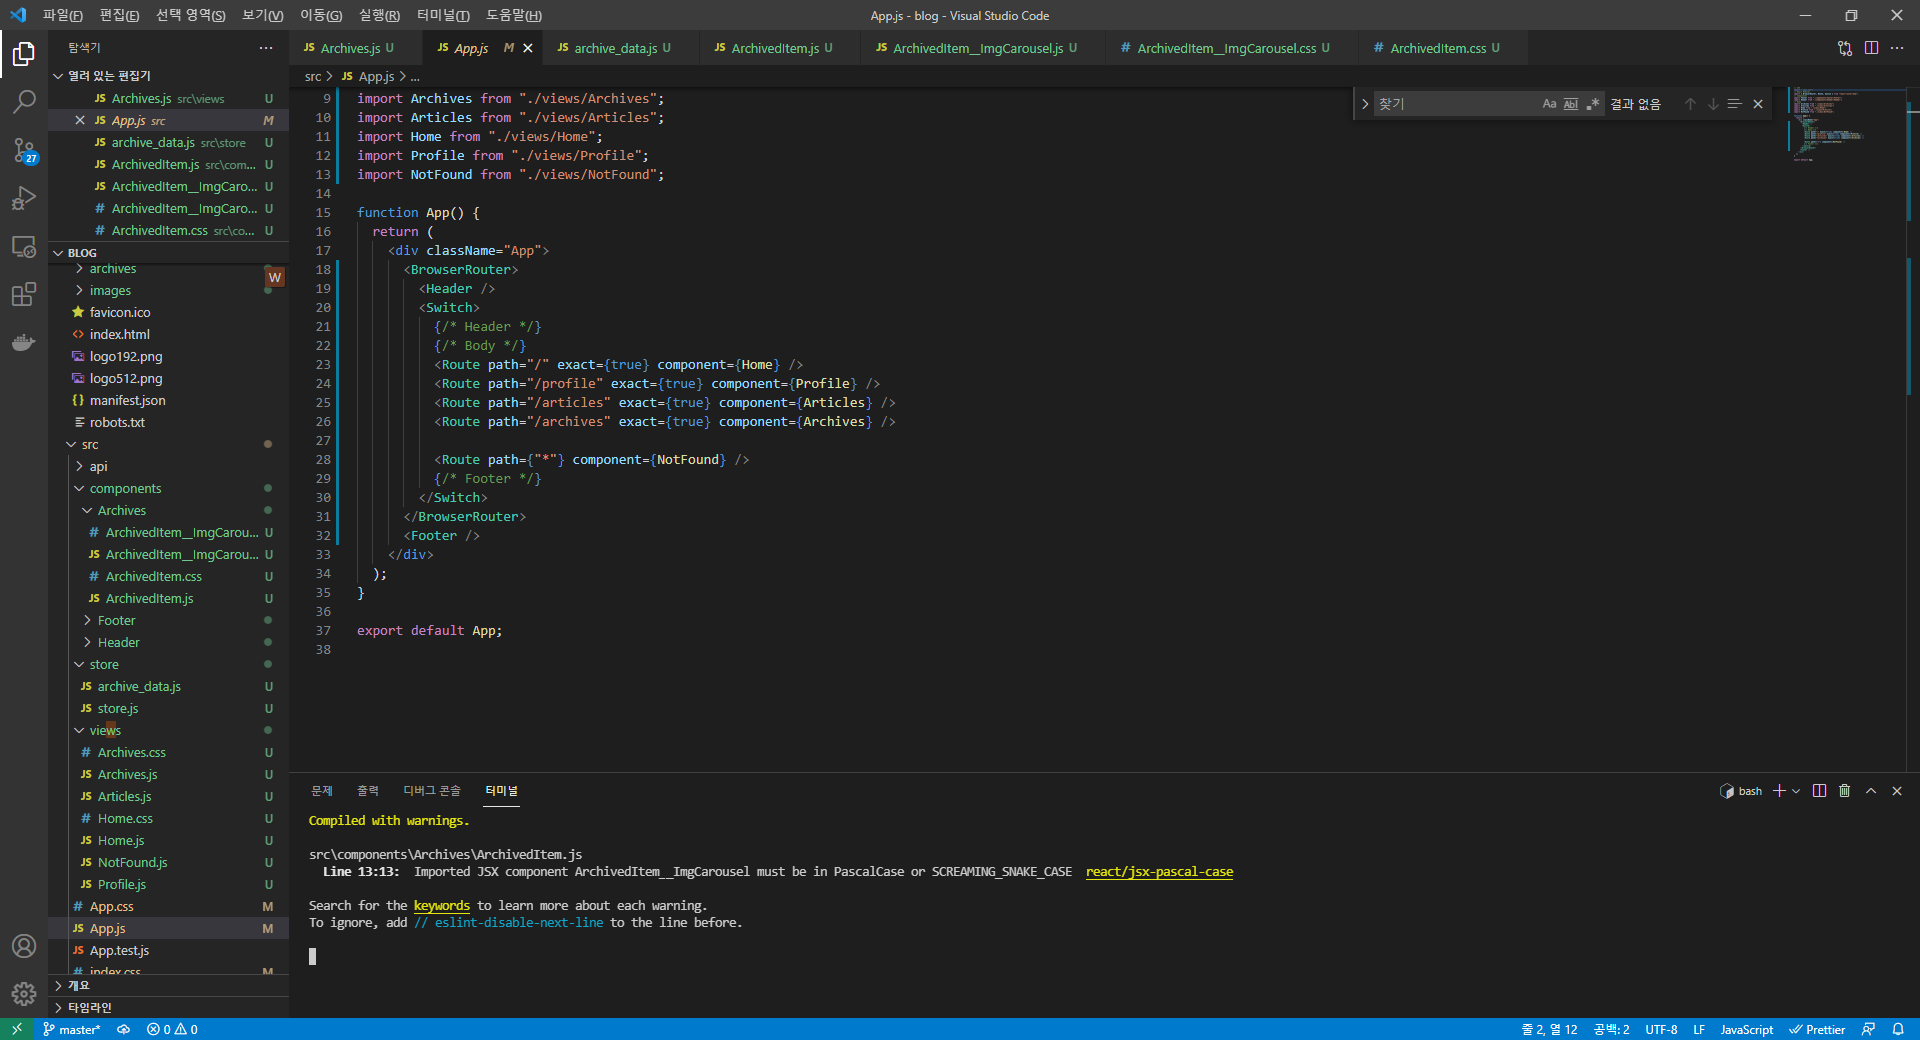 파일(F) 편집(E) 선택 영역(S) 보기(V) 이동(G) 실행(R) 터미널(T) 도움말(H)
App.js - blog - Visual Studio Code
탐색기
열려 있는 편집기
JS Archives.js src\views U
JS App.js src M
JS archive_data.js src\store U
JS ArchivedItem.js src\com... U
JS ArchivedItem__ImgCaro... U
# ArchivedItem__ImgCaro... U
# ArchivedItem.css src\co... U
27
BLOG
archives
W
images
favicon.ico
index.html
logo192.png
logo512.png
{} manifest.json
robots.txt
src
api
components
Archives
# ArchivedItem__ImgCarou... U
JS ArchivedItem__ImgCarou... U
# ArchivedItem.css U
JS ArchivedItem.js U
Footer
Header
store
JS archive_data.js U
JS store.js U
views
# Archives.css U
JS Archives.js U
JS Articles.js U
# Home.css U
JS Home.js U
JS NotFound.js U
JS Profile.js U
# App.css M
JS App.js M
JS App.test.js
# index.css M
개요
타임라인
JS Archives.js U JS App.js M JS archive_data.js U JS ArchivedItem.js U JS ArchivedItem__ImgCarousel.js U # ArchivedItem__ImgCarousel.css U # ArchivedItem.css U
src > JS App.js > ...
찾기 Aa Abl .* 결과 없음
9 import Archives from "./views/Archives";
10 import Articles from "./views/Articles";
11 import Home from "./views/Home";
12 import Profile from "./views/Profile";
13 import NotFound from "./views/NotFound";
14
15 function App() {
16 return (
17 <div className="App">
18 <BrowserRouter>
19 <Header />
20 <Switch>
21 {/* Header */}
22 {/* Body */}
23 <Route path="/" exact={true} component={Home} />
24 <Route path="/profile" exact={true} component={Profile} />
25 <Route path="/articles" exact={true} component={Articles} />
26 <Route path="/archives" exact={true} component={Archives} />
27
28 <Route path={"*"} component={NotFound} />
29 {/* Footer */}
30 </Switch>
31 </BrowserRouter>
32 <Footer />
33 </div>
34 );
35 }
36
37 export default App;
38
문제 출력 디버그 콘솔 터미널
bash
Compiled with warnings.
src\components\Archives\ArchivedItem.js
Line 13:13: Imported JSX component ArchivedItem__ImgCarousel must be in PascalCase or SCREAMING_SNAKE_CASE react/jsx-pascal-case
Search for the keywords to learn more about each warning.
To ignore, add // eslint-disable-next-line to the line before.
master* 0 0
줄 2, 열 12 공백: 2 UTF-8 LF JavaScript Prettier